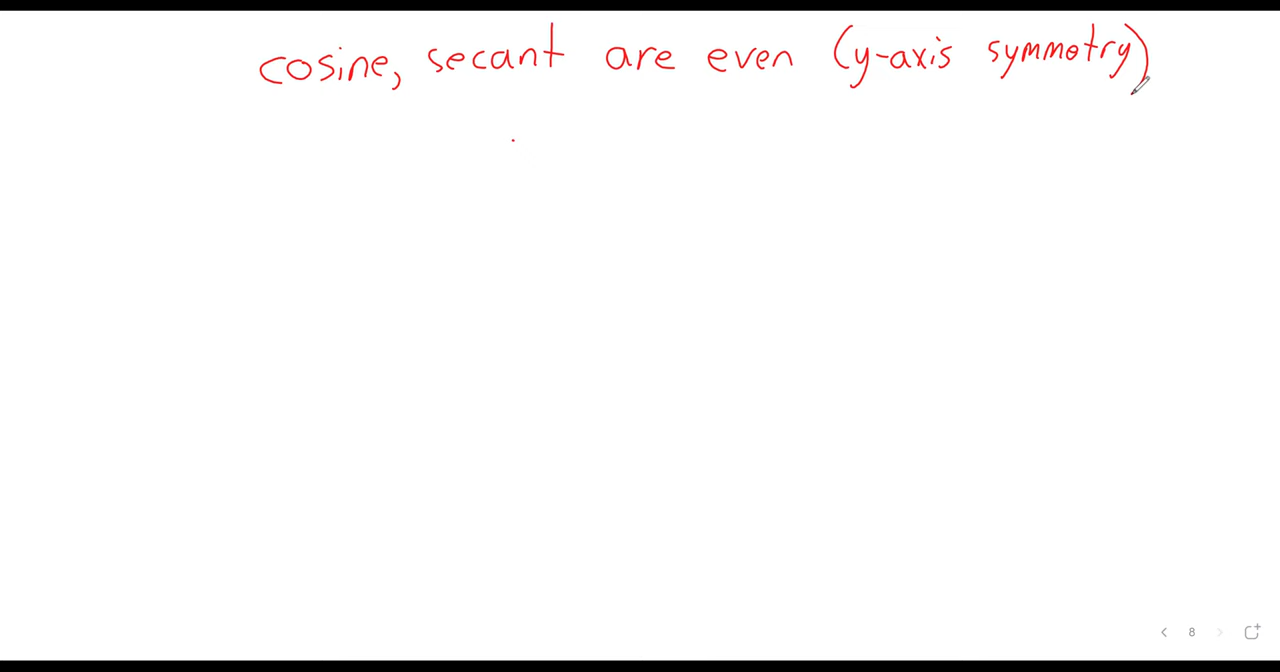 cosine, secant are even (y-axis symmetry)
8